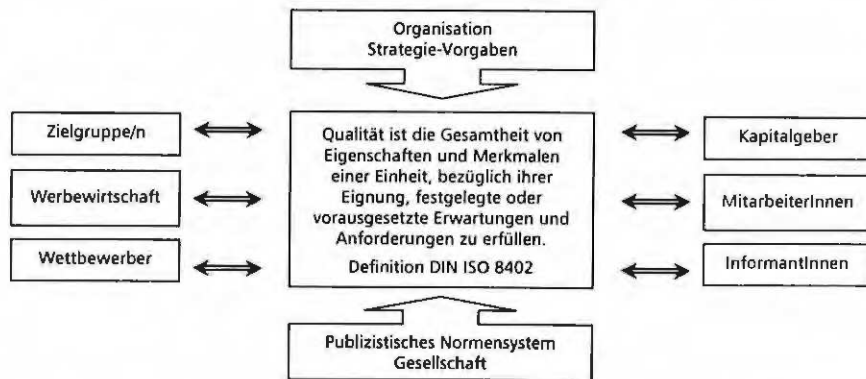 Organisation
Strategie-Vorgaben
Zielgruppe/n
Werbewirtschaft
Wettbewerber
Qualität ist die Gesamtheit von
Eigenschaften und Merkmalen
einer Einheit, bezüglich ihrer
Eignung, festgelegte oder
vorausgesetzte Erwartungen und
Anforderungen zu erfüllen.
Definition DIN ISO 8402
Kapitalgeber
MitarbeiterInnen
InformantInnen
Publizistisches Normensystem
Gesellschaft